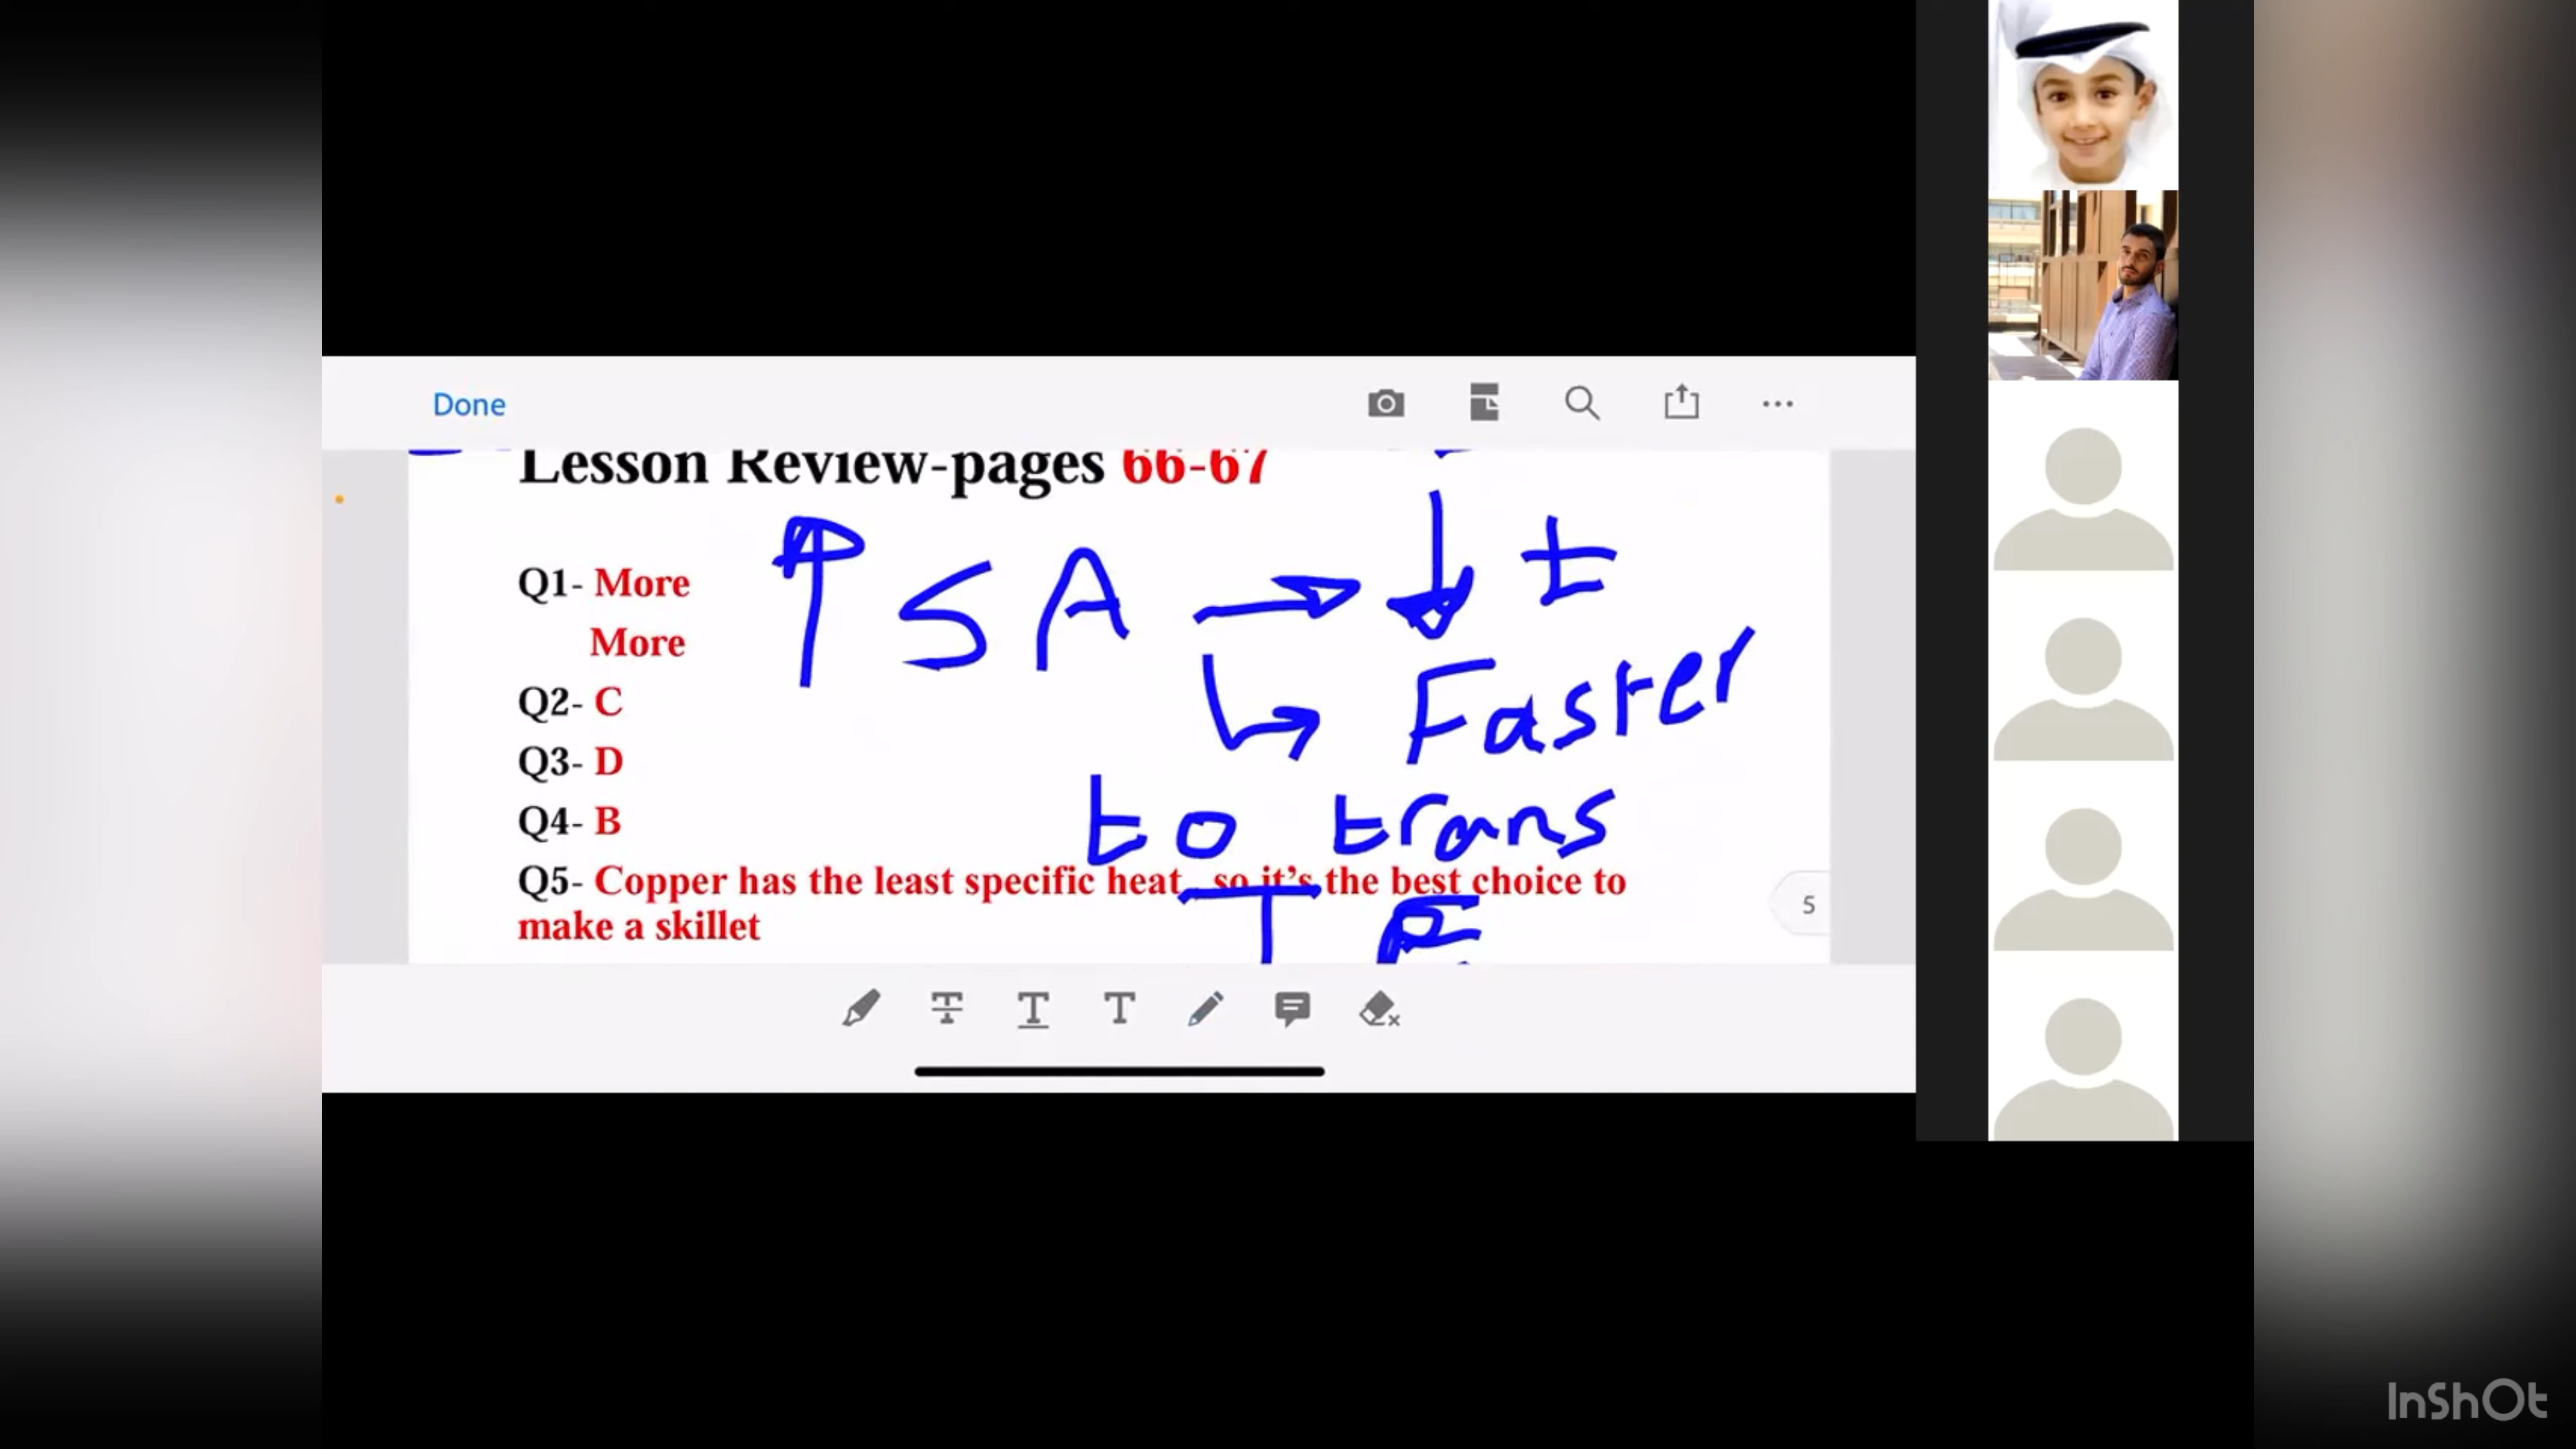 Done
Lesson Review-pages 66-67
↑ SA → ↓ t
Q1- More
More
Faster
Q2- C
Q3- D
to trans
Q4- B
Q5- Copper has the least specific heat , so it's the best choice to
make a skillet
T E
5
InShOt